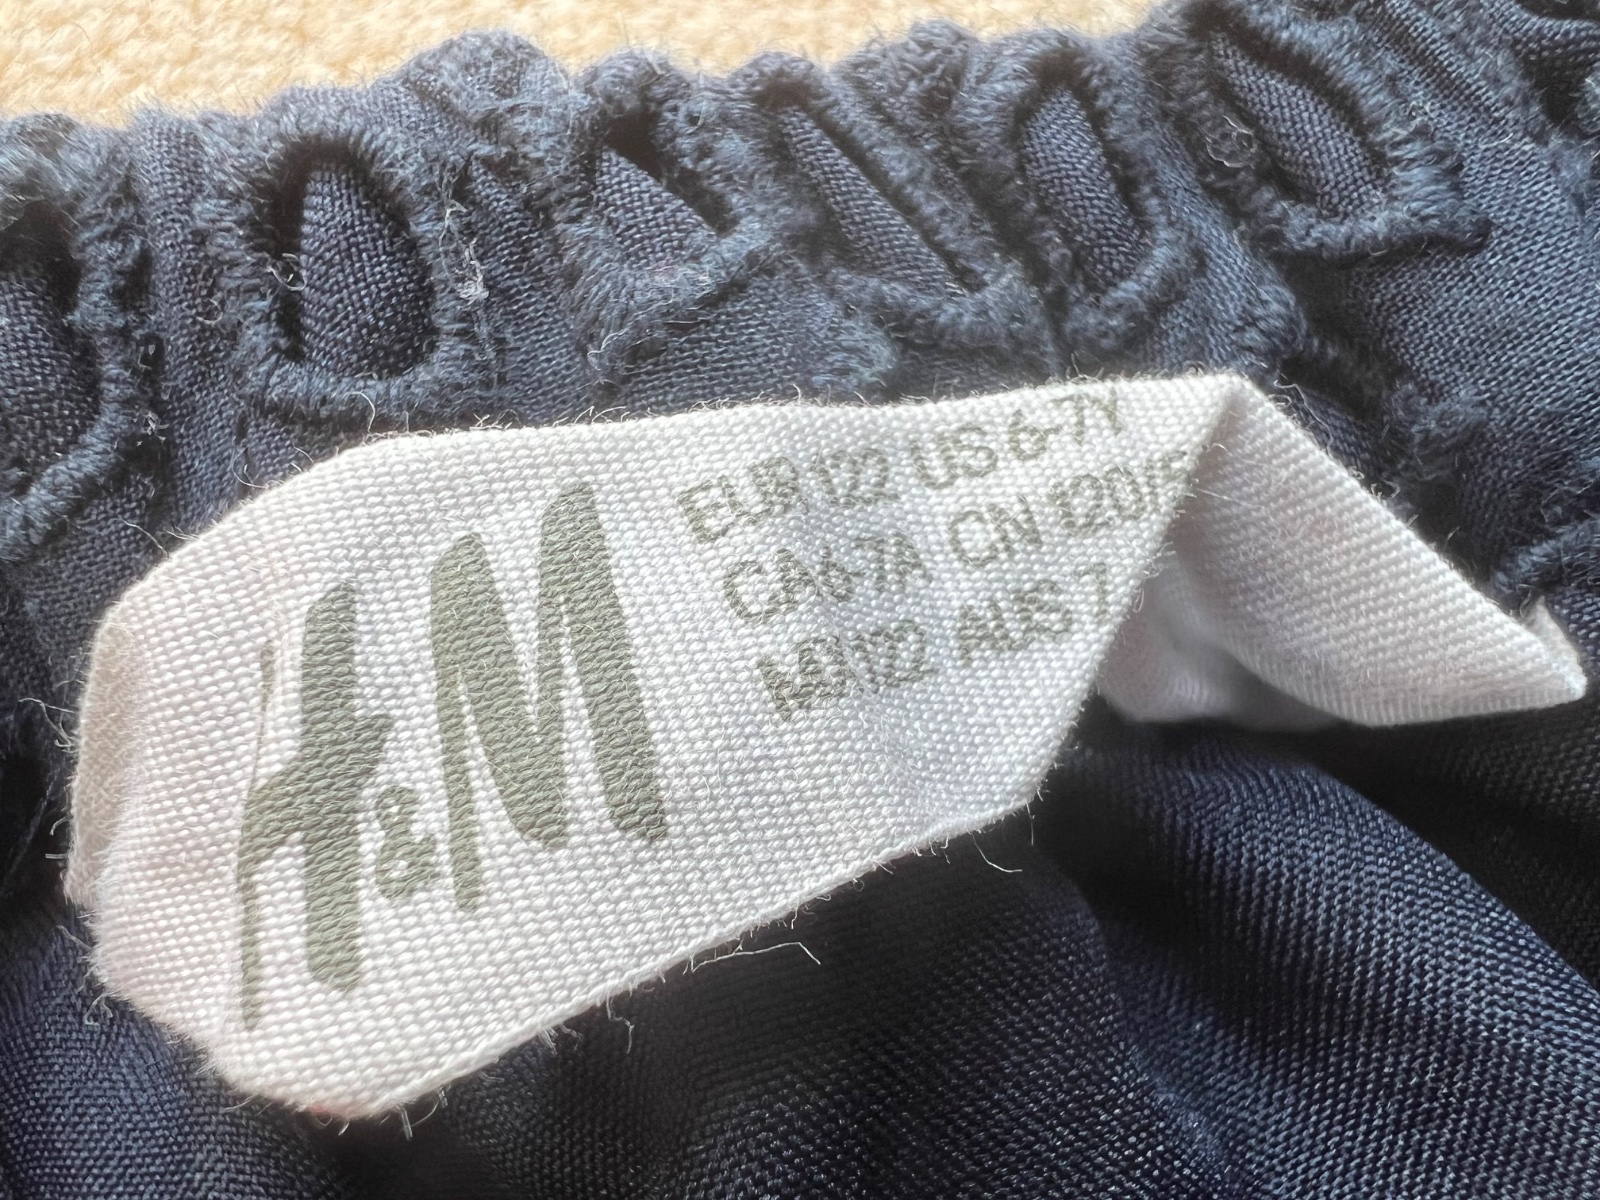 H&M
EUR 122 US 6-7Y
CA 6-7A CN 120/
MEX 122 AUS 7